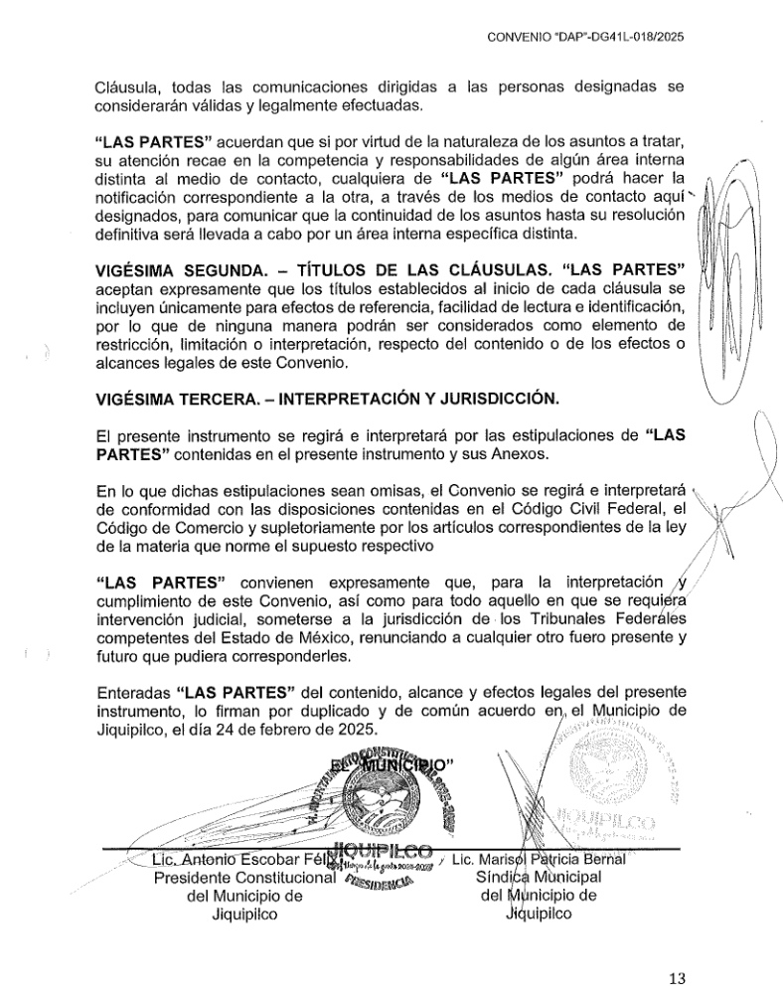 CONVENIO "DAP"-DG41L-018/2025
Cláusula, todas las comunicaciones dirigidas a las personas designadas se
considerarán válidas y legalmente efectuadas.
"LAS PARTES" acuerdan que si por virtud de la naturaleza de los asuntos a tratar,
su atención recae en la competencia y responsabilidades de algún área interna
distinta al medio de contacto, cualquiera de "LAS PARTES" podrá hacer la
notificación correspondiente a la otra, a través de los medios de contacto aquí
designados, para comunicar que la continuidad de los asuntos hasta su resolución
definitiva será llevada a cabo por un área interna específica distinta.
VIGÉSIMA SEGUNDA. – TÍTULOS DE LAS CLÁUSULAS. "LAS PARTES"
aceptan expresamente que los títulos establecidos al inicio de cada cláusula se
incluyen únicamente para efectos de referencia, facilidad de lectura e identificación,
por lo que de ninguna manera podrán ser considerados como elemento de
restricción, limitación o interpretación, respecto del contenido o de los efectos o
alcances legales de este Convenio.
VIGÉSIMA TERCERA. – INTERPRETACIÓN Y JURISDICCIÓN.
El presente instrumento se regirá e interpretará por las estipulaciones de "LAS
PARTES" contenidas en el presente instrumento y sus Anexos.
En lo que dichas estipulaciones sean omisas, el Convenio se regirá e interpretará
de conformidad con las disposiciones contenidas en el Código Civil Federal, el
Código de Comercio y supletoriamente por los artículos correspondientes de la ley
de la materia que norme el supuesto respectivo
"LAS PARTES" convienen expresamente que, para la interpretación y
cumplimiento de este Convenio, así como para todo aquello en que se requiera
intervención judicial, someterse a la jurisdicción de los Tribunales Federales
competentes del Estado de México, renunciando a cualquier otro fuero presente y
futuro que pudiera corresponderles.
Enteradas "LAS PARTES" del contenido, alcance y efectos legales del presente
instrumento, lo firman por duplicado y de común acuerdo en el Municipio de
Jiquipilco, el día 24 de febrero de 2025.
EL "MUNICIPIO"
JIQUIPILCO
JIQUIPILCO
PRESIDENCIA
Lic. Antonio Escobar Félix
Presidente Constitucional
del Municipio de
Jiquipilco
Lic. Marisol Patricia Bernal
Síndica Municipal
del Municipio de
Jiquipilco
13